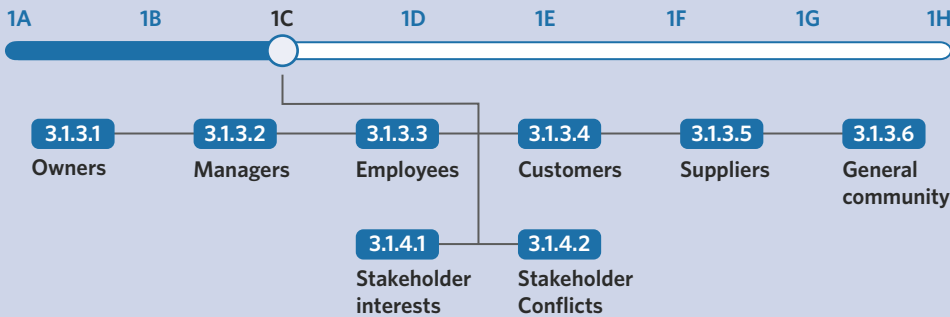 1A 1B 1C 1D 1E 1F 1G 1H
3.1.3.1 3.1.3.2 3.1.3.3 3.1.3.4 3.1.3.5 3.1.3.6
Owners Managers Employees Customers Suppliers General
community
3.1.4.1 3.1.4.2
Stakeholder Stakeholder
interests Conflicts